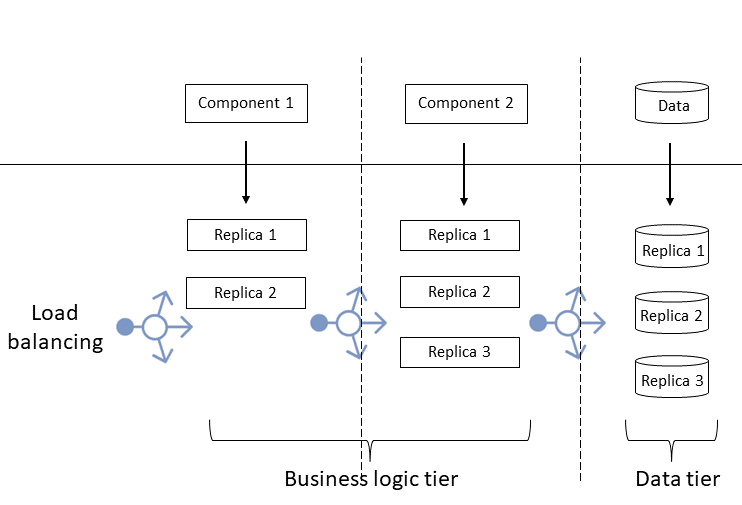 Component 1
Component 2
Data
Replica 1
Replica 1
Replica 1
Replica 2
Replica 2
Replica 2
Load
balancing
Replica 3
Replica 3
Business logic tier
Data tier